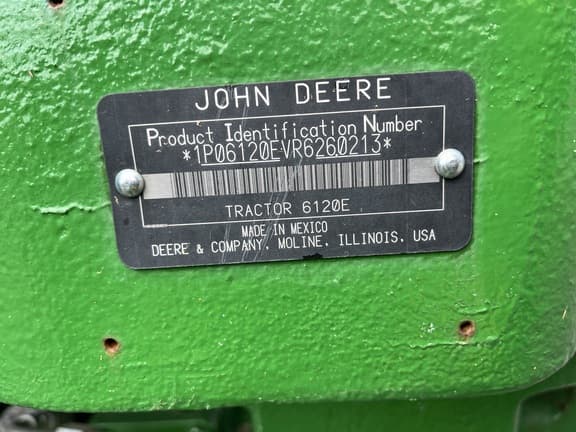 JOHN DEERE
Product Identification Number
*1P06120EVR6260213*
TRACTOR 6120E
MADE IN MEXICO
DEERE & COMPANY, MOLINE, ILLINOIS, USA